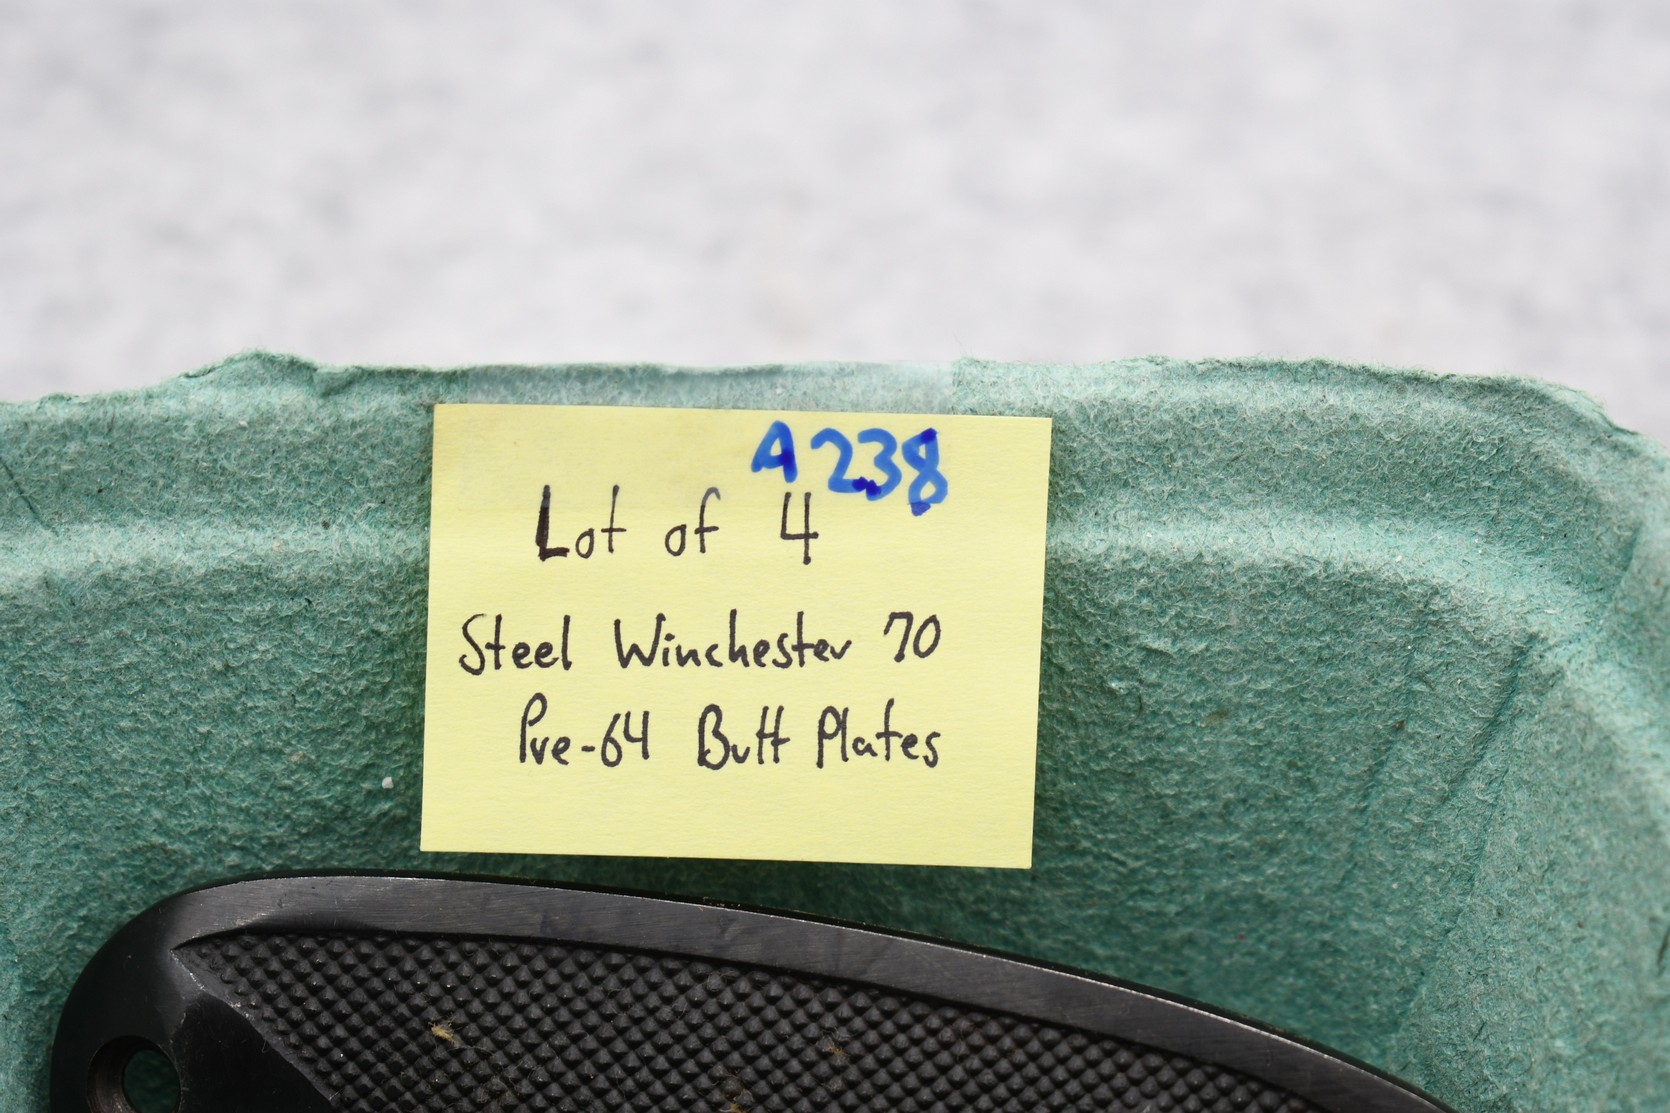 A238
Lot of 4
Steel Winchester 70
Pre-64 Butt Plates